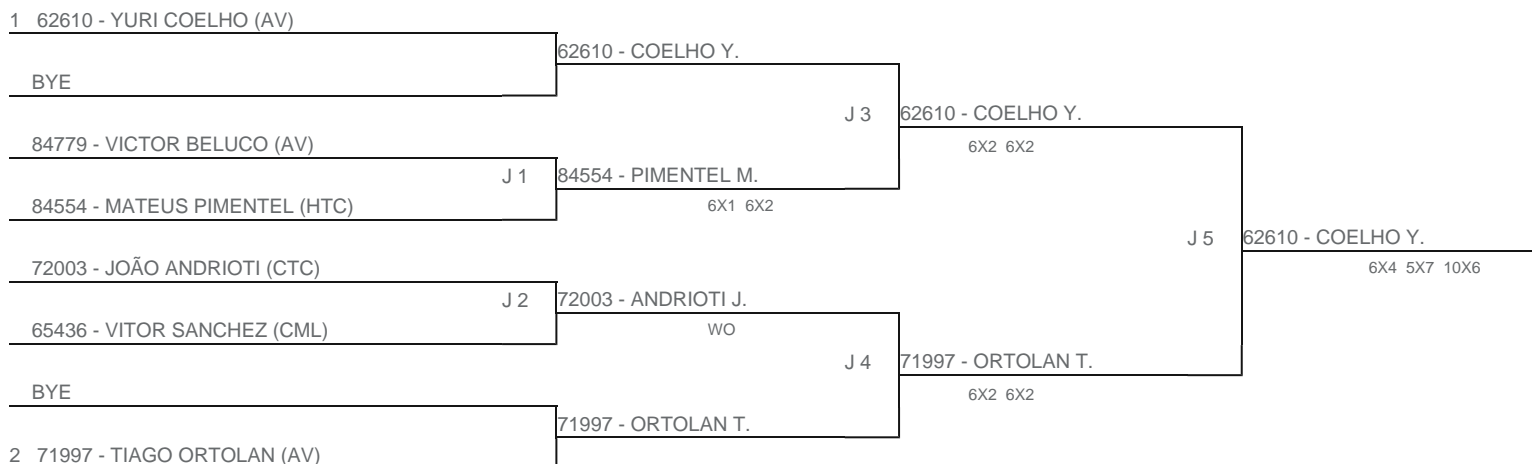 1 62610 - YURI COELHO (AV)
62610 - COELHO Y.
BYE
J 3 62610 - COELHO Y.
6X2 6X2
84779 - VICTOR BELUCO (AV)
J 1 84554 - PIMENTEL M.
84554 - MATEUS PIMENTEL (HTC)
6X1 6X2
J 5 62610 - COELHO Y.
6X4 5X7 10X6
72003 - JOÃO ANDRIOTI (CTC)
J 2 72003 - ANDRIOTI J.
65436 - VITOR SANCHEZ (CML)
WO
J 4 71997 - ORTOLAN T.
6X2 6X2
BYE
71997 - ORTOLAN T.
2 71997 - TIAGO ORTOLAN (AV)